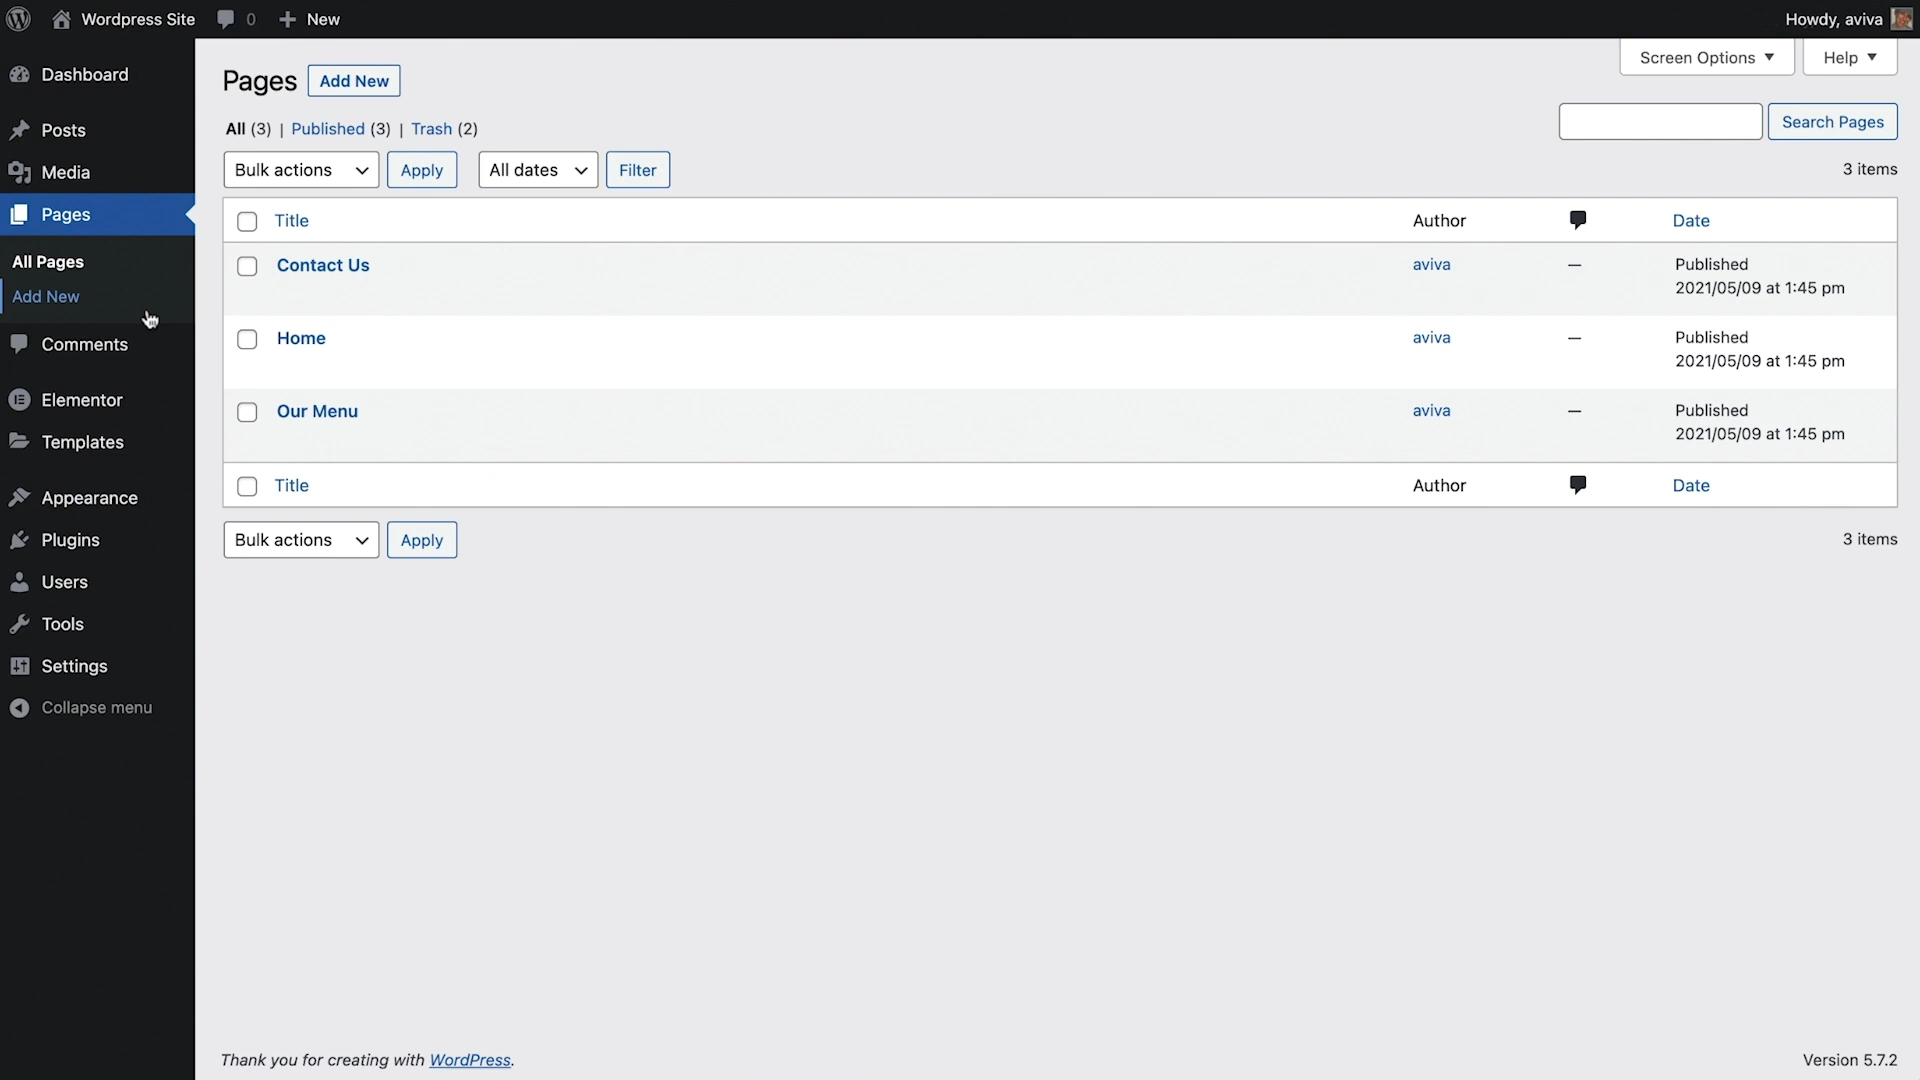 Wordpress Site 0 New Howdy, aviva
Dashboard
Posts
Media
Pages
All Pages
Add New
Comments
Elementor
Templates
Appearance
Plugins
Users
Tools
Settings
Collapse menu
Screen Options Help
Pages Add New
All (3) | Published (3) | Trash (2)
Search Pages
Bulk actions Apply All dates Filter 3 items
Title Author Date
Contact Us aviva — Published
2021/05/09 at 1:45 pm
Home aviva — Published
2021/05/09 at 1:45 pm
Our Menu aviva — Published
2021/05/09 at 1:45 pm
Title Author Date
Bulk actions Apply 3 items
Thank you for creating with WordPress. Version 5.7.2